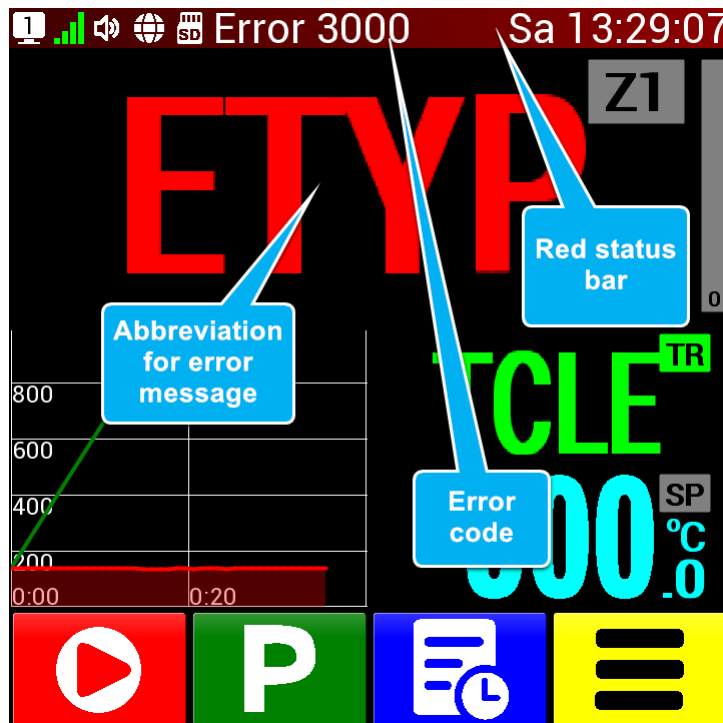 1 SD Error 3000 Sa 13:29:07
Z1
ETYP
Red status
bar
0
Abbreviation
for error
message
TR
TCLE
800
600
400
200
0:00 0:20
Error
code
SP
°C
.0
P